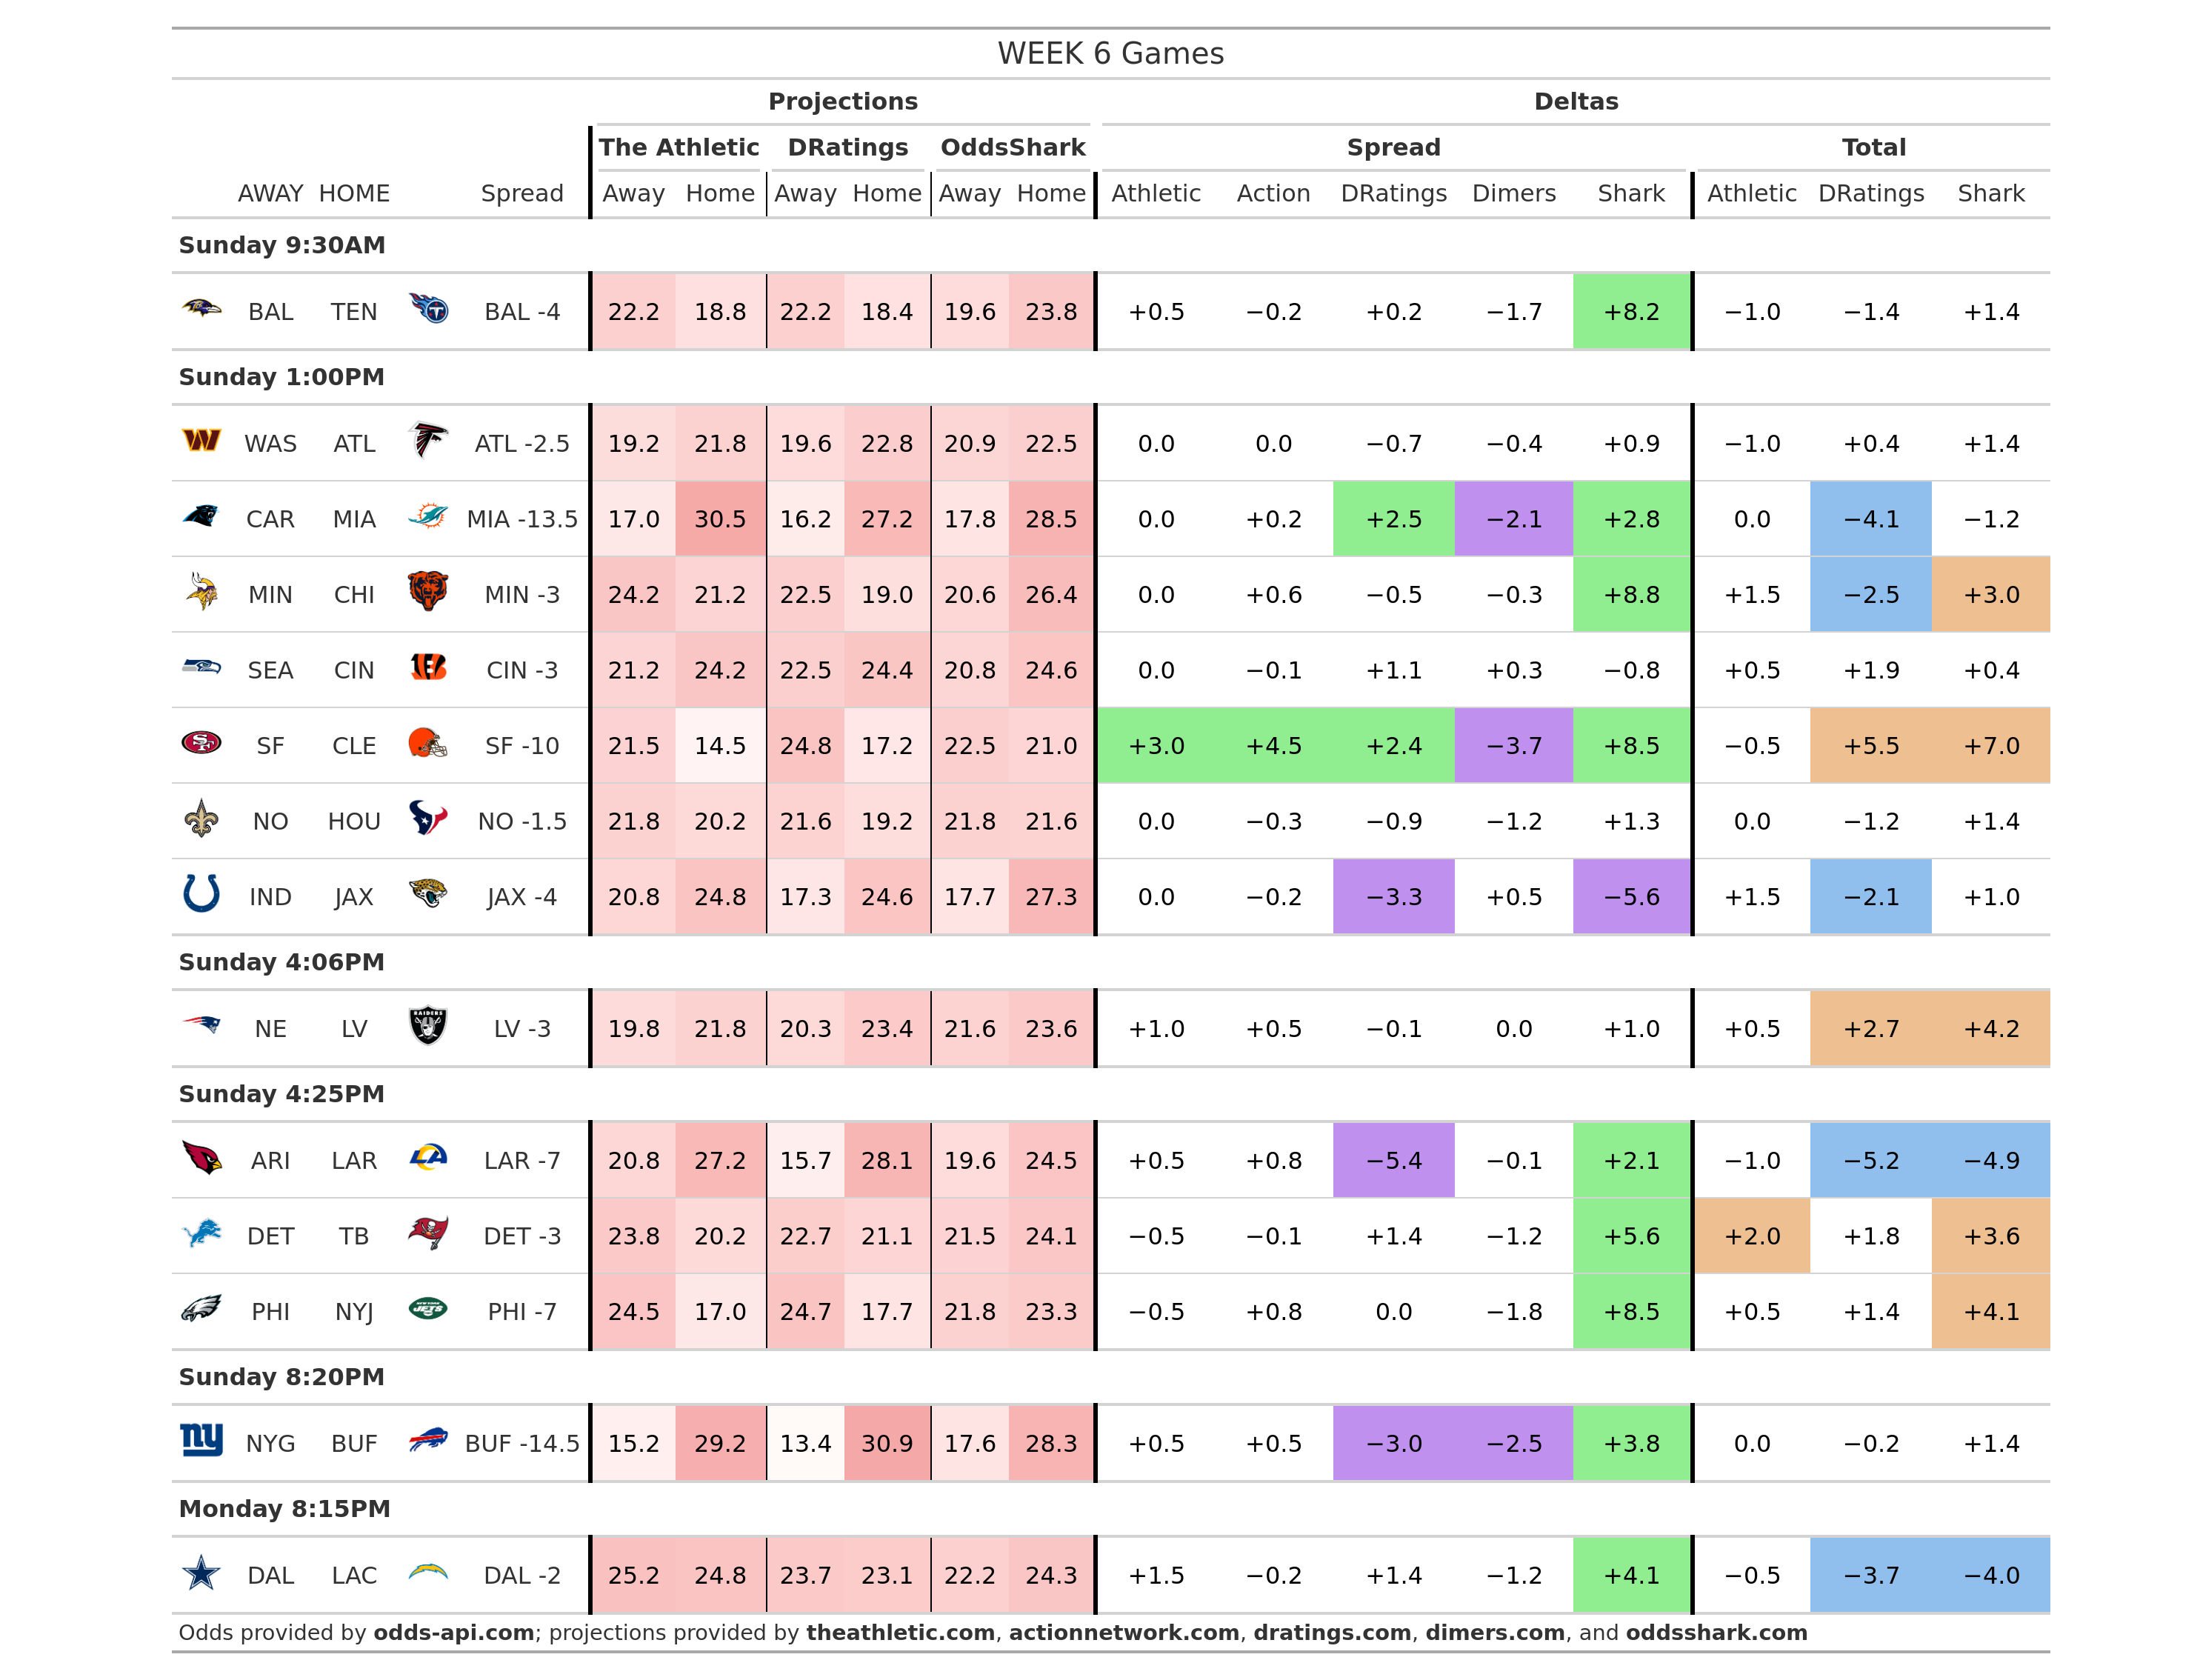 WEEK 6 Games
Projections Deltas
The Athletic DRatings OddsShark Spread Total
AWAY HOME Spread Away Home Away Home Away Home Athletic Action DRatings Dimers Shark Athletic DRatings Shark
Sunday 9:30AM
BAL TEN BAL -4 22.2 18.8 22.2 18.4 19.6 23.8 +0.5 −0.2 +0.2 −1.7 +8.2 −1.0 −1.4 +1.4
Sunday 1:00PM
WAS ATL ATL -2.5 19.2 21.8 19.6 22.8 20.9 22.5 0.0 0.0 −0.7 −0.4 +0.9 −1.0 +0.4 +1.4
CAR MIA MIA -13.5 17.0 30.5 16.2 27.2 17.8 28.5 0.0 +0.2 +2.5 −2.1 +2.8 0.0 −4.1 −1.2
MIN CHI MIN -3 24.2 21.2 22.5 19.0 20.6 26.4 0.0 +0.6 −0.5 −0.3 +8.8 +1.5 −2.5 +3.0
SEA CIN CIN -3 21.2 24.2 22.5 24.4 20.8 24.6 0.0 −0.1 +1.1 +0.3 −0.8 +0.5 +1.9 +0.4
SF CLE SF -10 21.5 14.5 24.8 17.2 22.5 21.0 +3.0 +4.5 +2.4 −3.7 +8.5 −0.5 +5.5 +7.0
NO HOU NO -1.5 21.8 20.2 21.6 19.2 21.8 21.6 0.0 −0.3 −0.9 −1.2 +1.3 0.0 −1.2 +1.4
IND JAX JAX -4 20.8 24.8 17.3 24.6 17.7 27.3 0.0 −0.2 −3.3 +0.5 −5.6 +1.5 −2.1 +1.0
Sunday 4:06PM
NE RAIDERS LV LV -3 19.8 21.8 20.3 23.4 21.6 23.6 +1.0 +0.5 −0.1 0.0 +1.0 +0.5 +2.7 +4.2
Sunday 4:25PM
ARI LAR LAR -7 20.8 27.2 15.7 28.1 19.6 24.5 +0.5 +0.8 −5.4 −0.1 +2.1 −1.0 −5.2 −4.9
DET TB DET -3 23.8 20.2 22.7 21.1 21.5 24.1 −0.5 −0.1 +1.4 −1.2 +5.6 +2.0 +1.8 +3.6
PHI NYJ JETS PHI -7 24.5 17.0 24.7 17.7 21.8 23.3 −0.5 +0.8 0.0 −1.8 +8.5 +0.5 +1.4 +4.1
Sunday 8:20PM
ny NYG BUF BUF -14.5 15.2 29.2 13.4 30.9 17.6 28.3 +0.5 +0.5 −3.0 −2.5 +3.8 0.0 −0.2 +1.4
Monday 8:15PM
DAL LAC DAL -2 25.2 24.8 23.7 23.1 22.2 24.3 +1.5 −0.2 +1.4 −1.2 +4.1 −0.5 −3.7 −4.0
Odds provided by odds-api.com; projections provided by theathletic.com, actionnetwork.com, dratings.com, dimers.com, and oddsshark.com